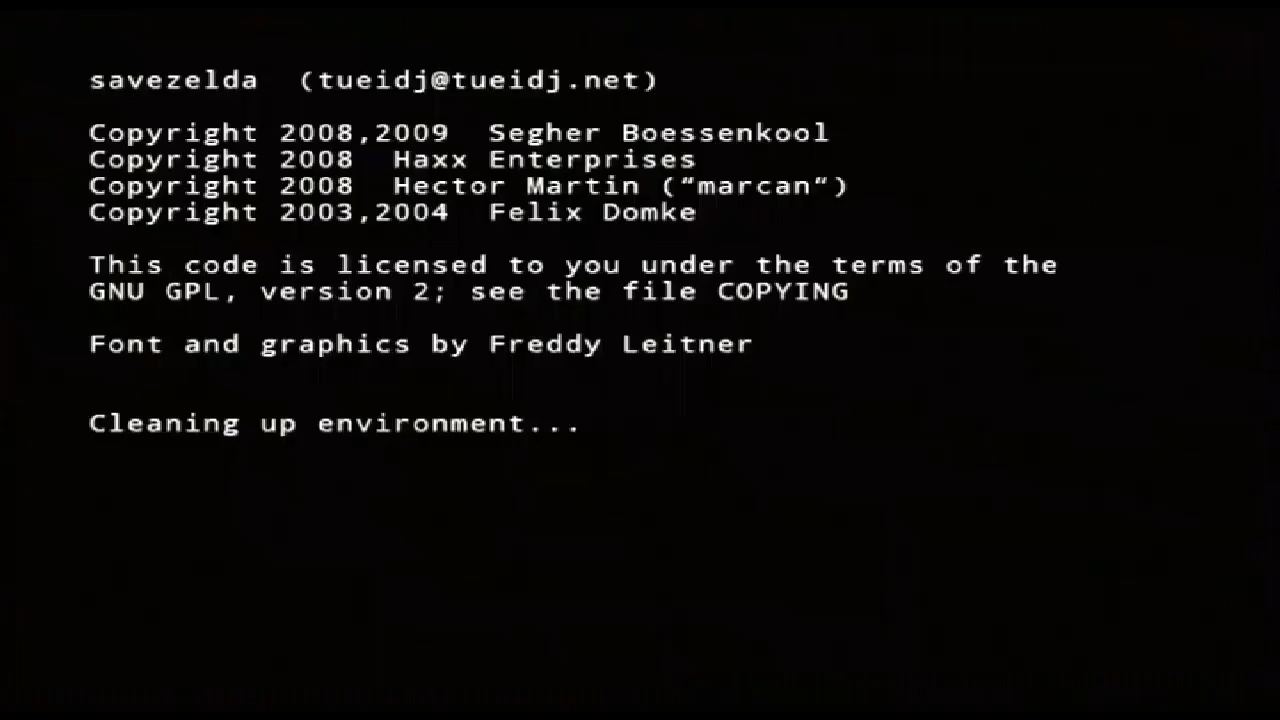 savezelda  (tueidj@tueidj.net)
Copyright 2008,2009  Segher Boessenkool
Copyright 2008  Haxx Enterprises
Copyright 2008  Hector Martin ("marcan")
Copyright 2003,2004  Felix Domke
This code is licensed to you under the terms of the
GNU GPL, version 2; see the file COPYING
Font and graphics by Freddy Leitner
Cleaning up environment...